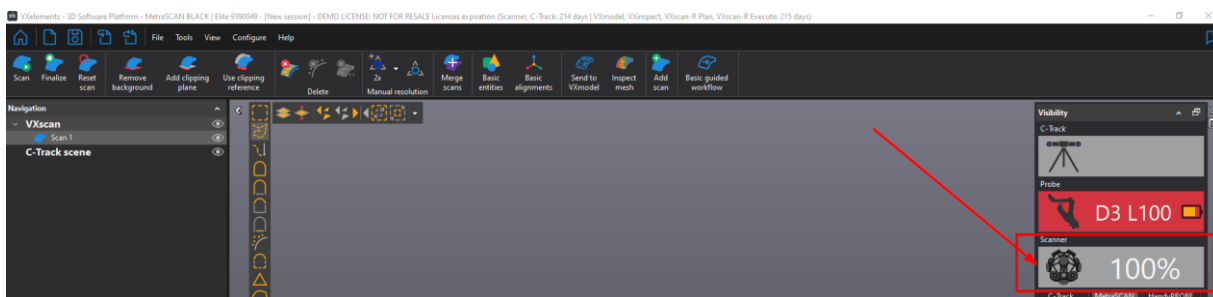 VXelements - 3D Software Platform - MetraSCAN BLACK | Elite 9390049 - [New session] - DEMO LICENSE: NOT FOR RESALE Licenses expiration (Scanner, C-Track: 214 days | VXmodel, VXinspect, VXscan-R Plan, VXscan-R Execute: 215 days)
File Tools View Configure Help
Scan Finalize Reset scan Remove background Add clipping plane Use clipping reference Delete 2x Manual resolution Merge scans Basic entities Basic alignments Send to VXmodel Inspect mesh Add scan Basic guided workflow
Navigation
VXscan
Scan 1
C-Track scene
Visibility
C-Track
Probe
D3 L100
Scanner
100%
C-Track MetraSCAN HandyPROBE